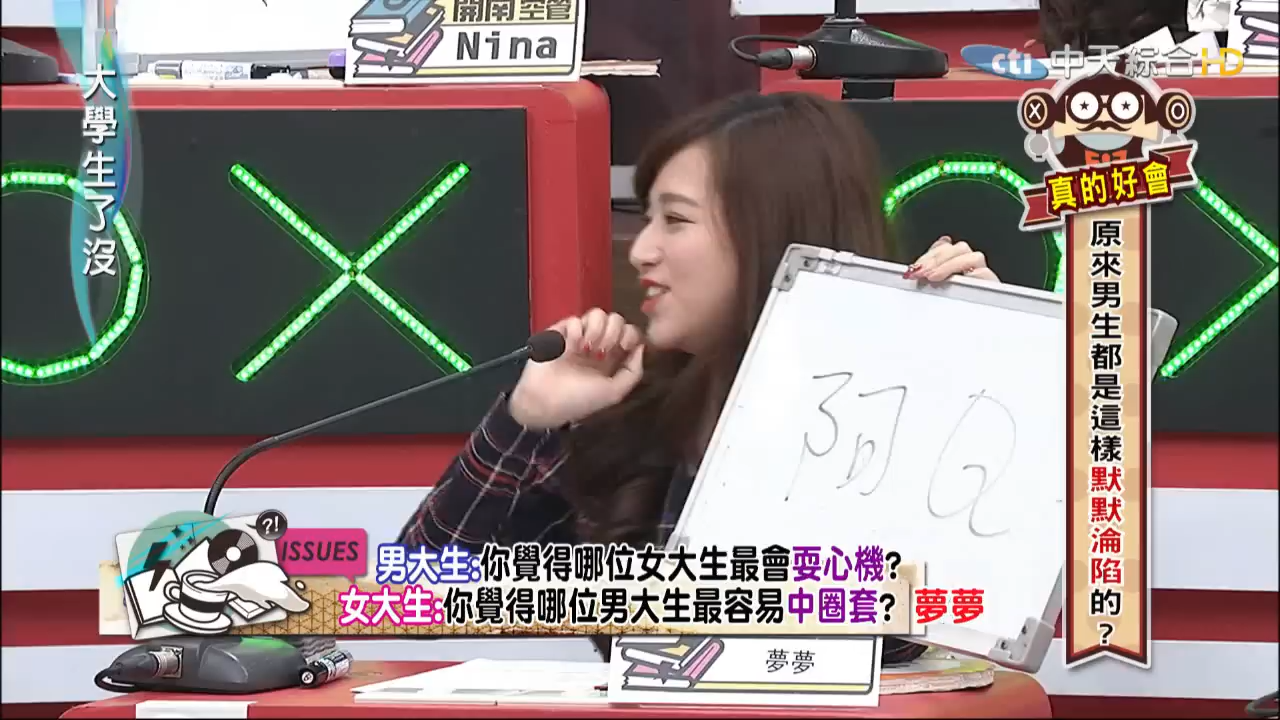 大學生了沒
開南 空管
Nina
cti 中天綜合HD
X O
真的好會
原來男生都是這樣默默淪陷的?
阿Q
?!
ISSUES
男大生:你覺得哪位女大生最會耍心機?
女大生:你覺得哪位男大生最容易中圈套? 夢夢
夢夢